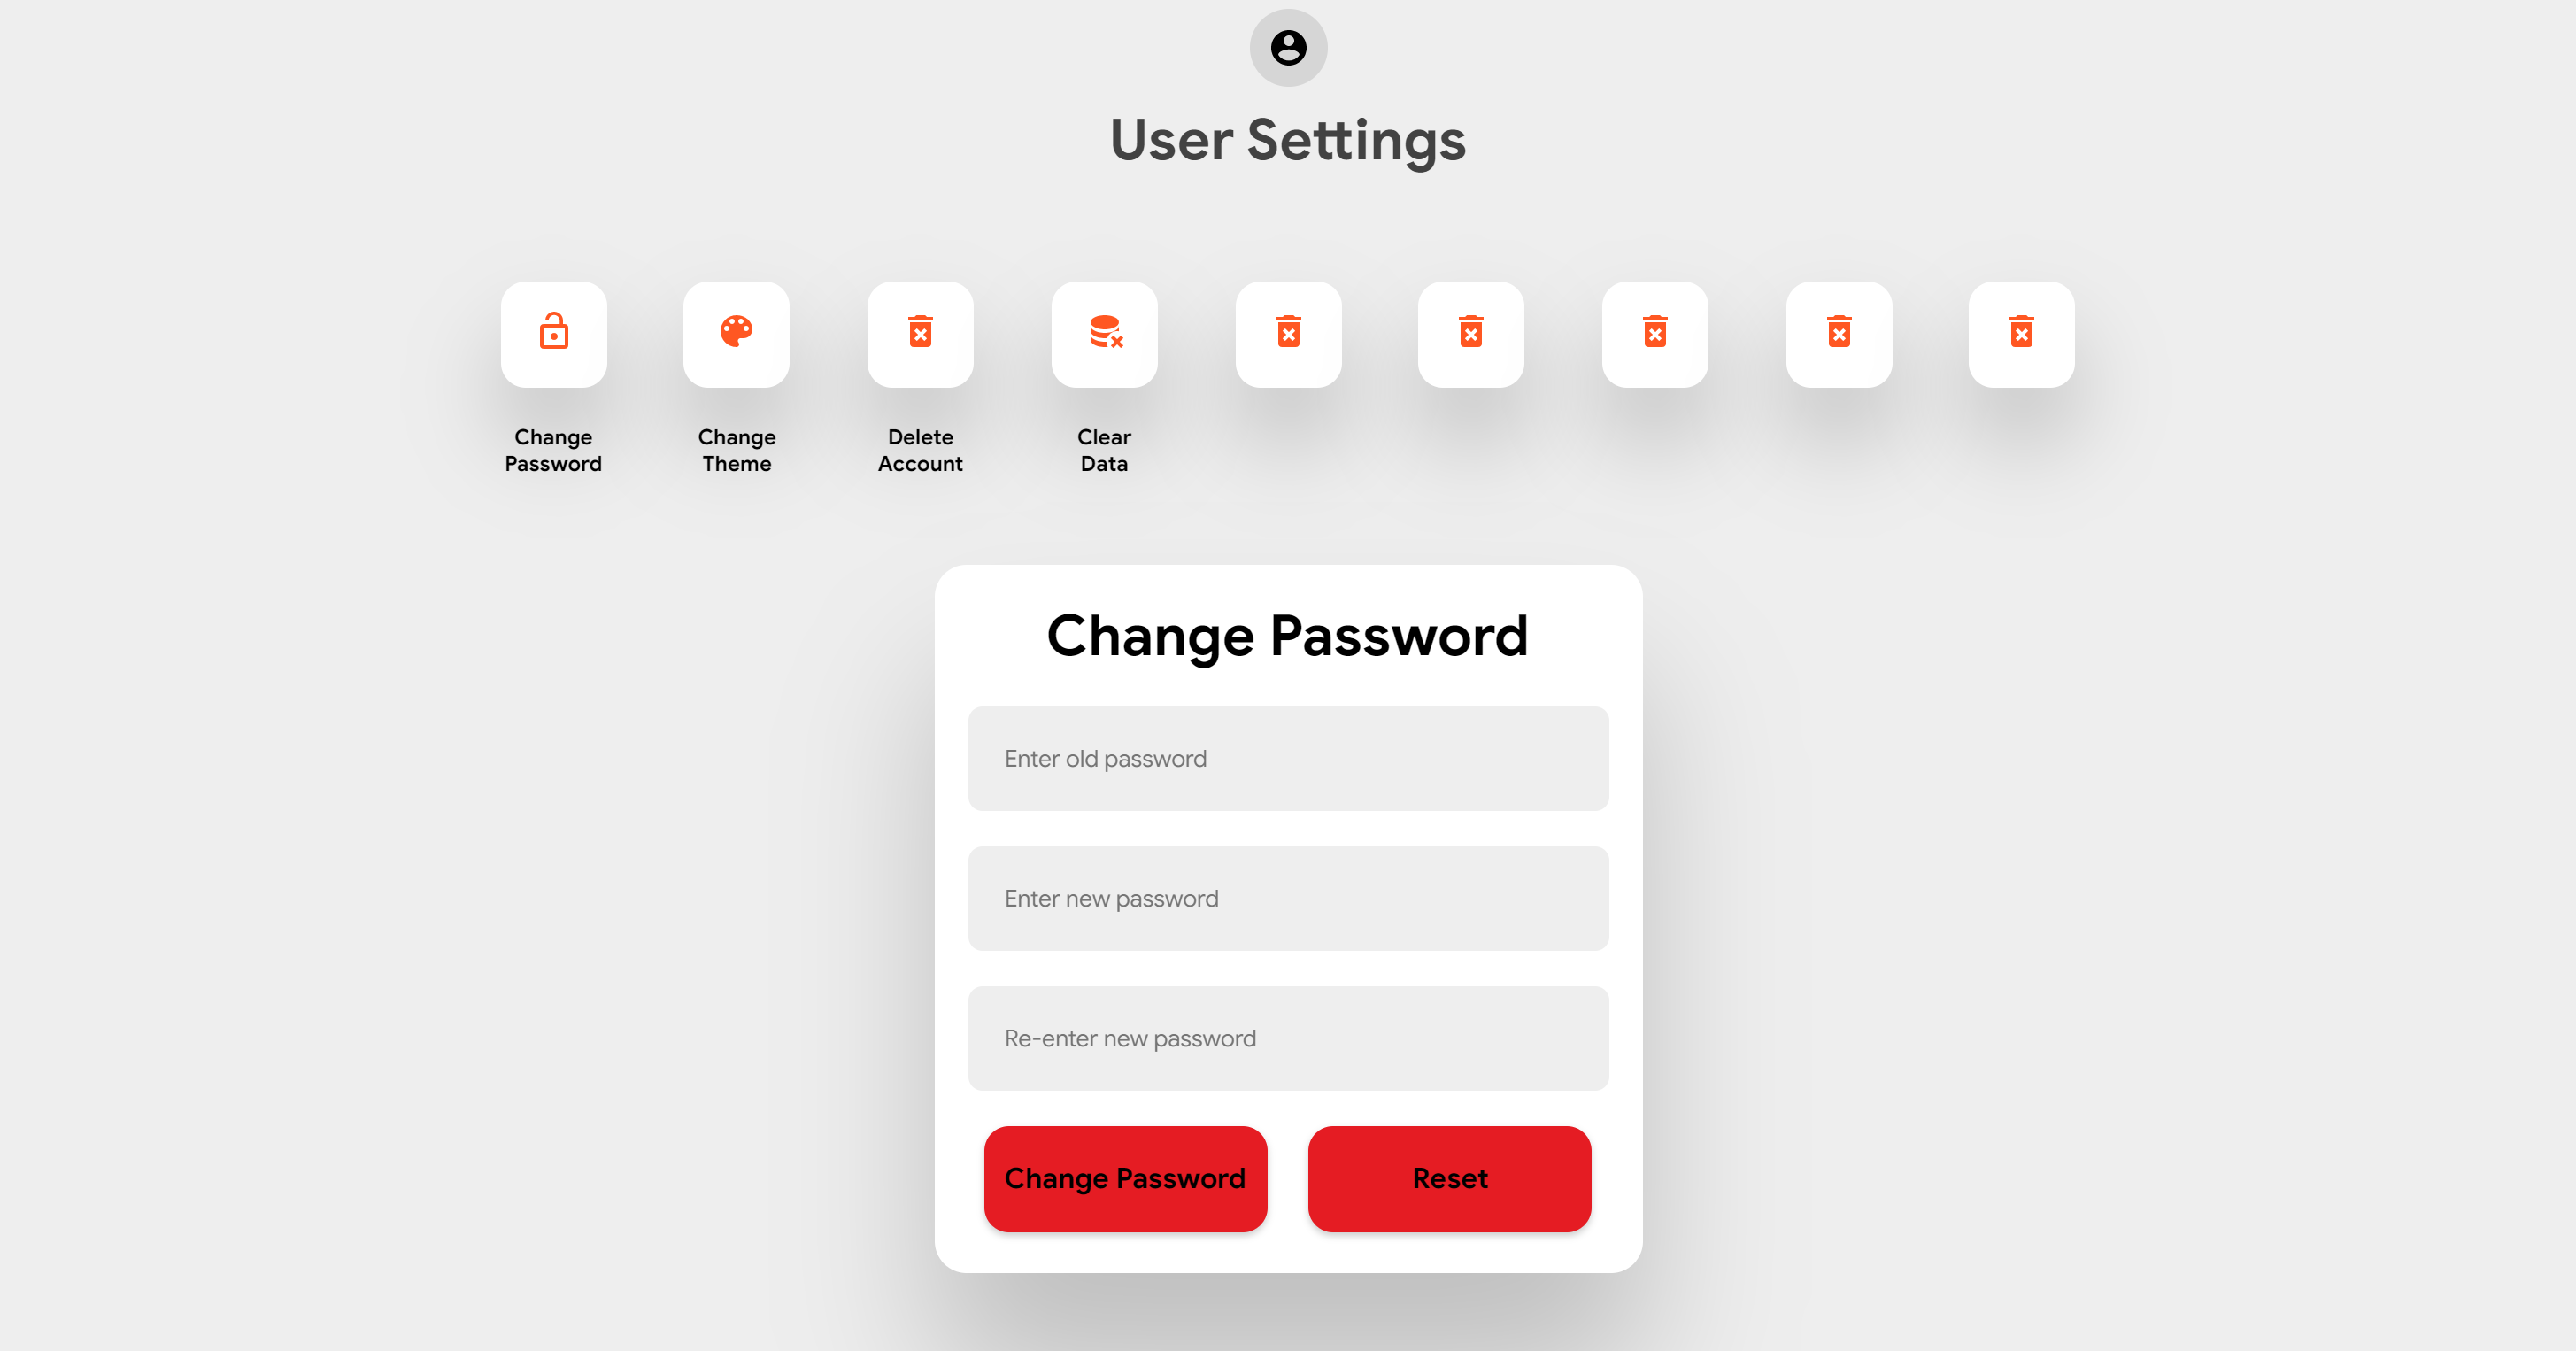 User Settings
Change
Password
Change
Theme
Delete
Account
Clear
Data
Change Password
Enter old password
Enter new password
Re-enter new password
Change Password
Reset